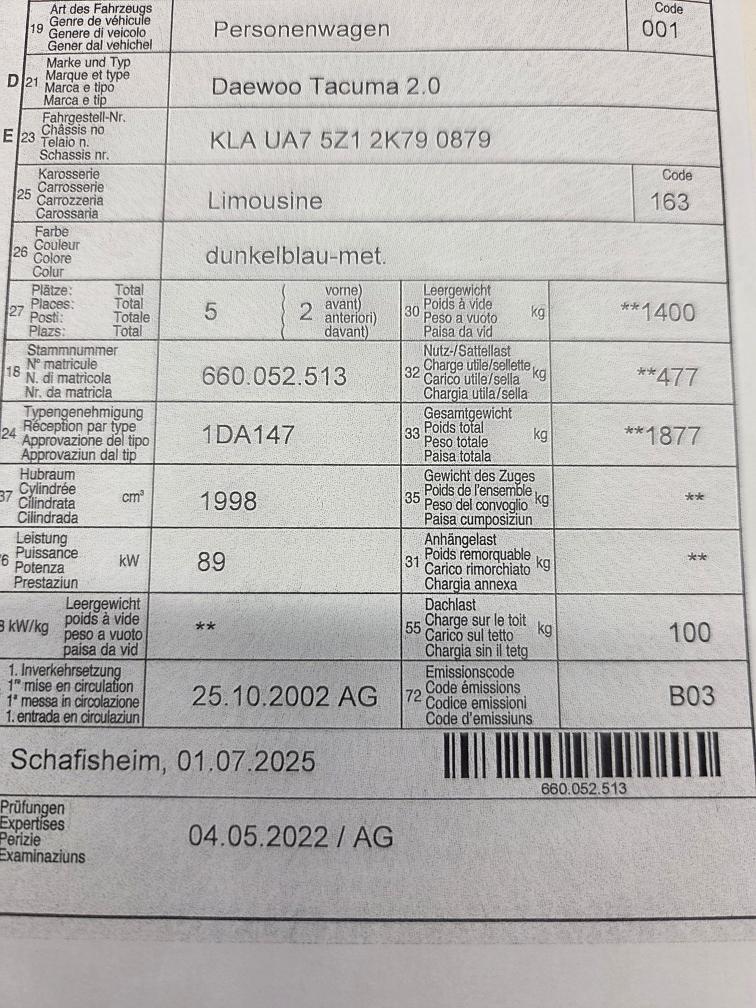 19 Art des Fahrzeugs
Genre de véhicule
Genere di veicolo
Gener dal vehichel
Personenwagen
Code
001
D 21 Marke und Typ
Marque et type
Marca e tipo
Marca e tip
Daewoo Tacuma 2.0
E 23 Fahrgestell-Nr.
Châssis no
Telaio n.
Schassis nr.
KLA UA7 5Z1 2K79 0879
25 Karosserie
Carrosserie
Carrozzeria
Carossaria
Limousine
Code
163
26 Farbe
Couleur
Colore
Colur
dunkelblau-met.
27 Plätze: Total
Places: Total
Posti: Totale
Plazs: Total
5 ( 2 vorne)
avant)
anteriori)
davant)
30 Leergewicht
Poids à vide
Peso a vuoto
Paisa da vid
kg
**1400
18 Stammnummer
N° matricule
N. di matricola
Nr. da matricla
660.052.513
32 Nutz-/Sattellast
Charge utile/sellette
Carico utile/sella
Chargia utila/sella
kg
**477
24 Typengenehmigung
Réception par type
Approvazione del tipo
Approvaziun dal tip
1DA147
33 Gesamtgewicht
Poids total
Peso totale
Paisa totala
kg
**1877
37 Hubraum
Cylindrée
Cilindrata
Cilindrada
cm³
1998
35 Gewicht des Zuges
Poids de l'ensemble
Peso del convoglio
Paisa cumposiziun
kg
**
6 Leistung
Puissance
Potenza
Prestaziun
kW
89
31 Anhängelast
Poids remorquable
Carico rimorchiato
Chargia annexa
kg
**
kW/kg Leergewicht
poids à vide
peso a vuoto
paisa da vid
**
55 Dachlast
Charge sur le toit
Carico sul tetto
Chargia sin il tetg
kg
100
1. Inverkehrsetzung
1re mise en circulation
1a messa in circolazione
1. entrada en circulaziun
25.10.2002 AG
72 Emissionscode
Code émissions
Codice emissioni
Code d'emissiuns
B03
Schafisheim, 01.07.2025
660.052.513
Prüfungen
Expertises
Perizie
Examinaziuns
04.05.2022 / AG